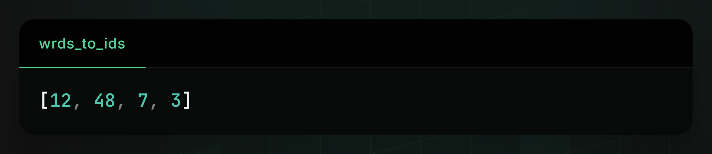 wrds_to_ids
[12, 48, 7, 3]